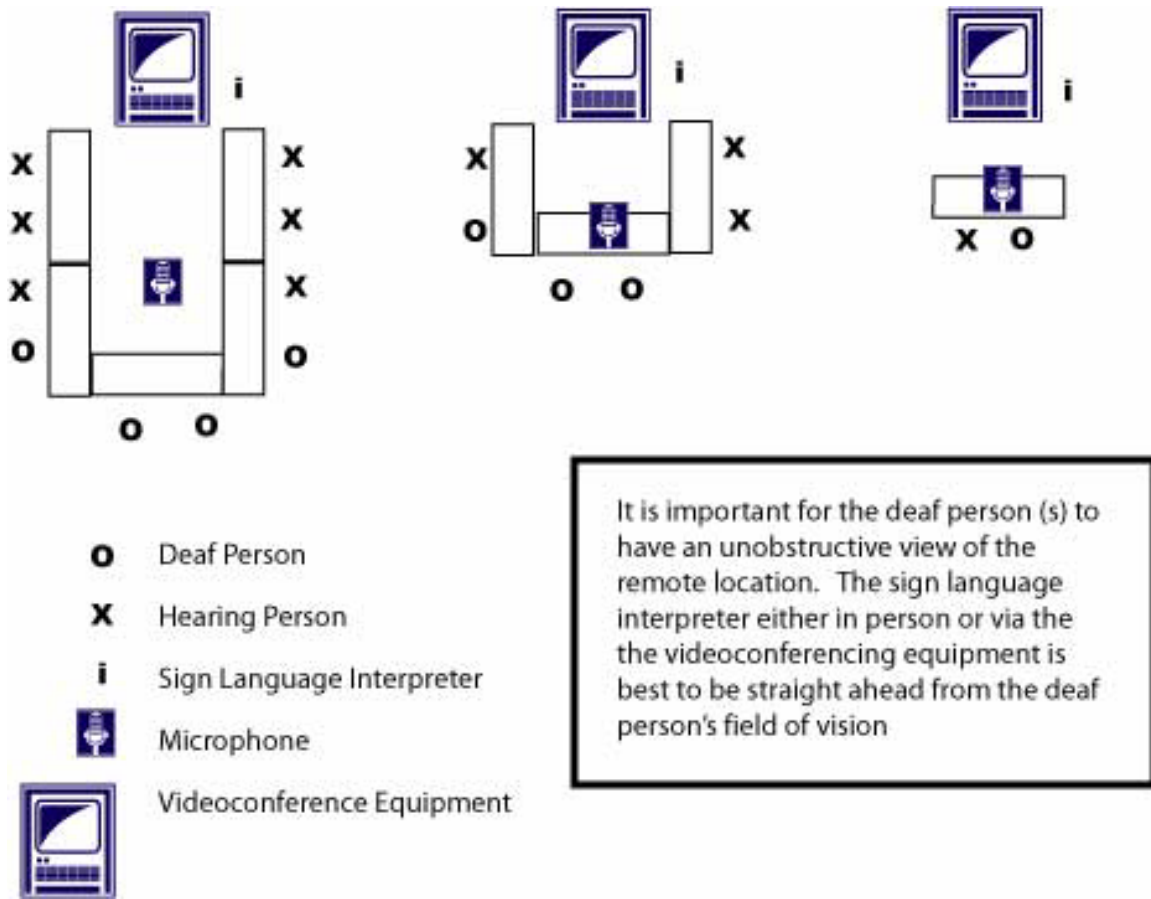 i
i
i
X X
X X
X X
O O
O O
X X
O X
O O
X O
O Deaf Person
X Hearing Person
i Sign Language Interpreter
Microphone
Videoconference Equipment
It is important for the deaf person (s) to
have an unobstructive view of the
remote location. The sign language
interpreter either in person or via the
the videoconferencing equipment is
best to be straight ahead from the deaf
person's field of vision